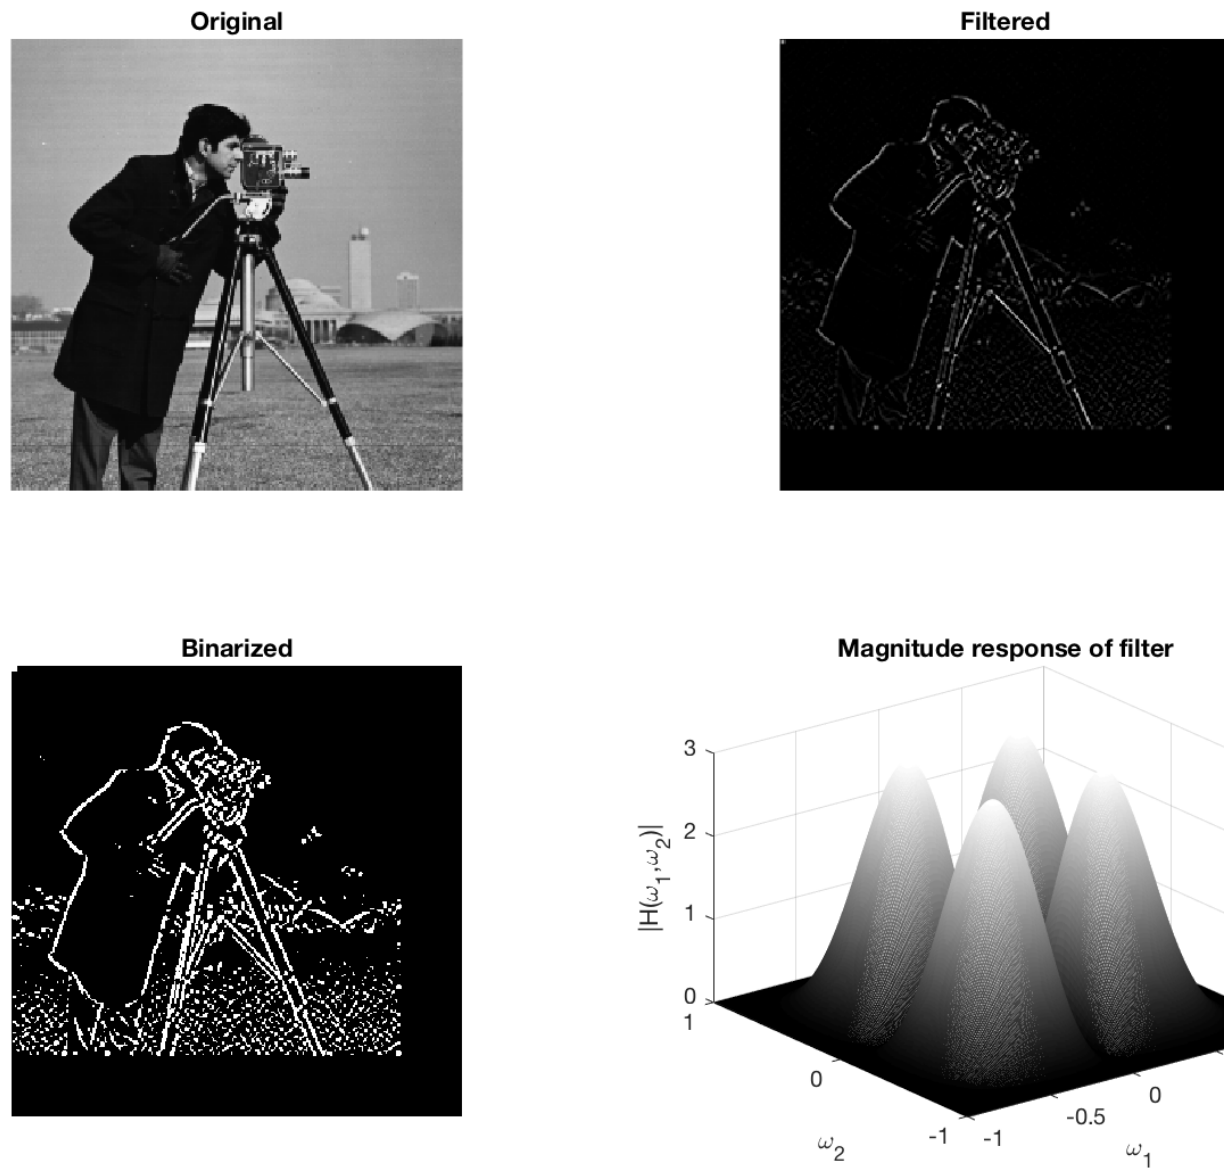 Original
Filtered
Binarized
Magnitude response of filter
3
2
1
0
|H(ω₁,ω₂)|
1
0
-1
ω₂
-1
-0.5
0
ω₁